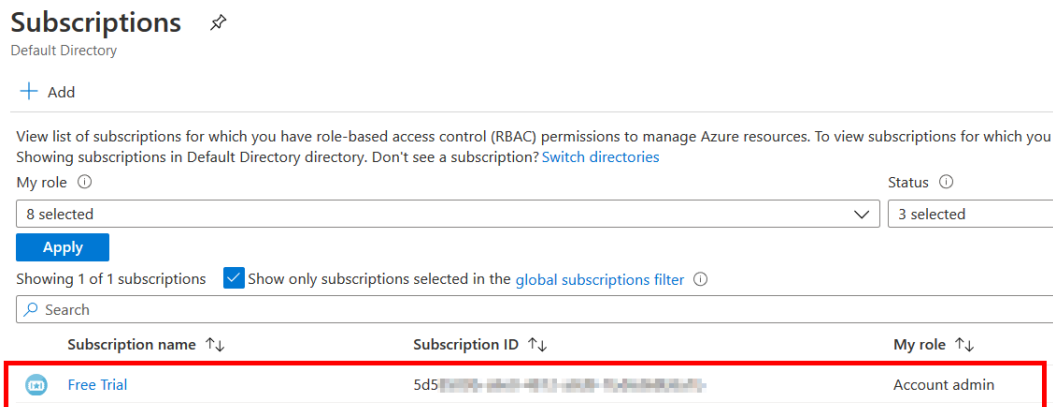 Subscriptions
Default Directory
Add
View list of subscriptions for which you have role-based access control (RBAC) permissions to manage Azure resources. To view subscriptions for which you
Showing subscriptions in Default Directory directory. Don't see a subscription? Switch directories
My role Status
8 selected 3 selected
Apply
Showing 1 of 1 subscriptions Show only subscriptions selected in the global subscriptions filter
Search
Subscription name ↑↓ Subscription ID ↑↓ My role ↑↓
Free Trial 5d5 Account admin